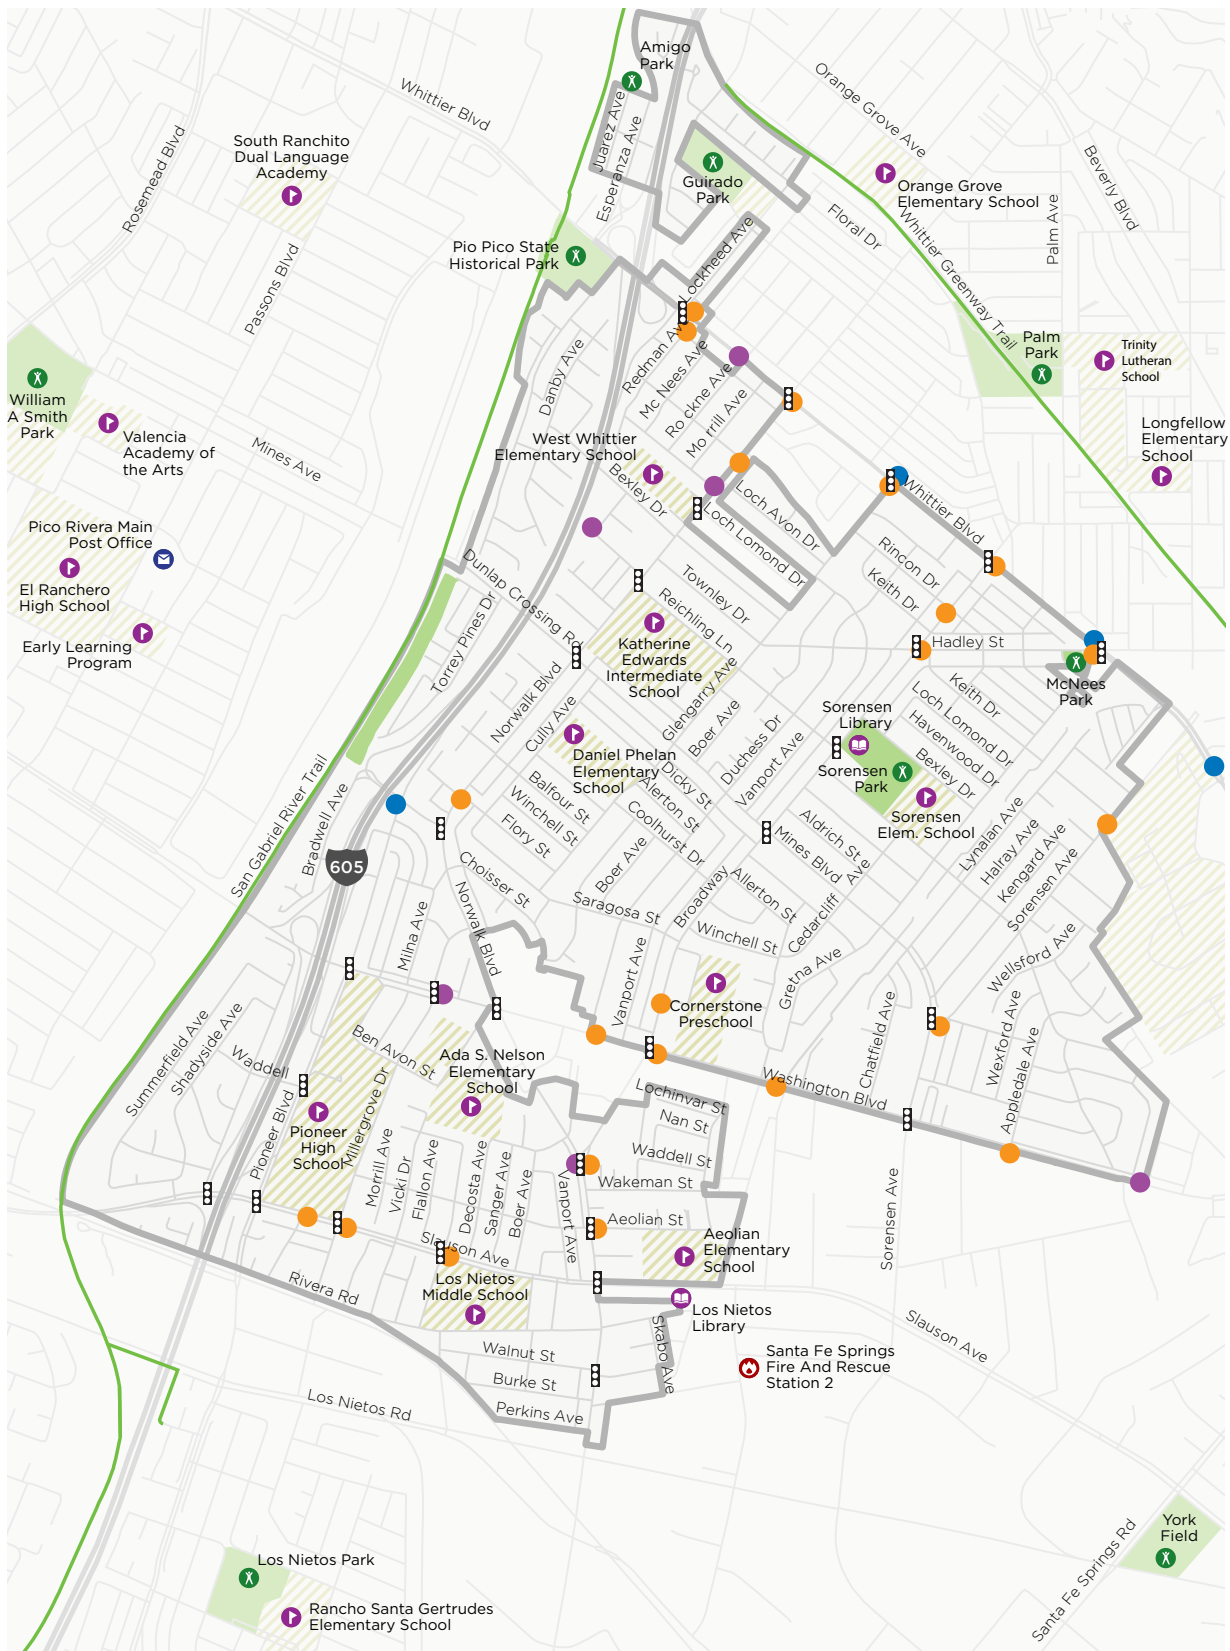 Amigo
Park
Whittier Blvd
Orange Grove Ave
Rosemead Blvd
South Ranchito
Dual Language
Academy
Juarez Ave
Esperanza Ave
Guirado
Park
Orange Grove
Elementary School
Beverly Blvd
Palm Ave
Floral Dr
Whittier Greenway Trail
Pio Pico State
Historical Park
Lockheed Ave
Passons Blvd
Redman Ave
Mc Nees Ave
Rockne Ave
Morrill Ave
Danby Ave
Palm
Park
Trinity
Lutheran
School
William
A Smith
Park
Valencia
Academy of
the Arts
Mines Ave
West Whittier
Elementary School
Bexley Dr
Longfellow
Elementary
School
Loch Avon Dr
Loch Lomond Dr
Whittier Blvd
Pico Rivera Main
Post Office
El Ranchero
High School
Early Learning
Program
Dunlap Crossing Rd
Torrey Pines Dr
Townley Dr
Reichling Ln
Rincon Dr
Keith Dr
Hadley St
Katherine
Edwards
Intermediate
School
McNees
Park
Norwalk Blvd
Cully Ave
Glengarry Ave
Boer Ave
Duchess Dr
Vanport Ave
Keith Dr
Loch Lomond Dr
Havenwood Dr
Bexley Dr
Sorensen
Library
Sorensen
Park
Sorensen
Elem. School
Daniel Phelan
Elementary
School
Dicky St
Alerton St
Coolhurst Dr
Balfour St
Winchell St
Flory St
San Gabriel River Trail
Bradwell Ave
605
Choisser St
Boer Ave
Mines Blvd
Aldrich St
Lynalan Ave
Halray Ave
Kengard Ave
Sorensen Ave
Saragosa St
Broadway
Allerton St
Winchell St
Cedarcliff Ave
Norwalk Blvd
Milna Ave
Vanport Ave
Gretna Ave
Wellsford Ave
Cornerstone
Preschool
Summerfield Ave
Shadyside Ave
Waddell
Ben Avon St
Ada S. Nelson
Elementary
School
Chatfield Ave
Wexford Ave
Appledale Ave
Washington Blvd
Lochinvar St
Nan St
Waddell St
Wakeman St
Aeolian St
Pioneer Blvd
Pioneer
High
School
Millergrove Dr
Morrill Ave
Vicki Dr
Flallon Ave
Decosta Ave
Sanger Ave
Boer Ave
Vanport Ave
Sorensen Ave
Aeolian
Elementary
School
Slauson Ave
Los Nietos
Middle School
Rivera Rd
Los Nietos
Library
Slauson Ave
Walnut St
Skabo Ave
Burke St
Perkins Ave
Los Nietos Rd
Santa Fe Springs
Fire And Rescue
Station 2
York
Field
Santa Fe Springs Rd
Los Nietos Park
Rancho Santa Gertrudes
Elementary School